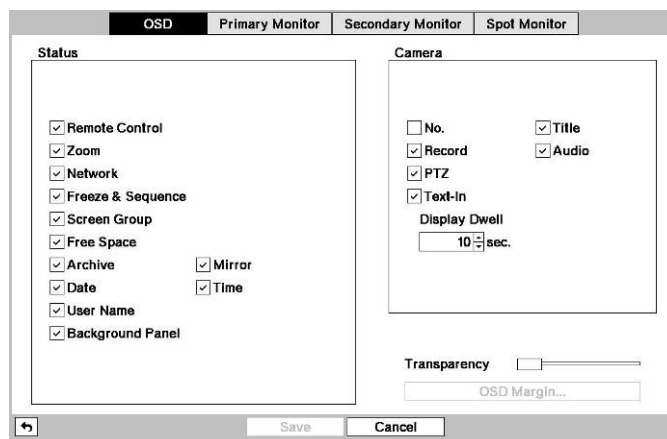 OSD Primary Monitor Secondary Monitor Spot Monitor
Status
Remote Control
Zoom
Network
Freeze & Sequence
Screen Group
Free Space
Archive Mirror
Date Time
User Name
Background Panel
Camera
No. Title
Record Audio
PTZ
Text-In
Display Dwell
10 sec.
Transparency
OSD Margin...
Save Cancel